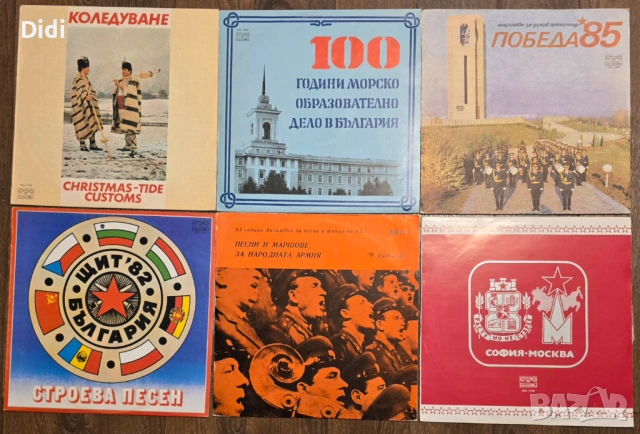 Didi
КОЛЕДУВАНЕ
CHRISTMAS-TIDE
CUSTOMS
100
ГОДИНИ МОРСКО
ОБРАЗОВАТЕЛНО
ДЕЛО В БЪЛГАРИЯ
ПОБЕДА 85
ЩИТ'82
БЪЛГАРИЯ
СТРОЕВА ПЕСЕН
ПЕСНИ И МАРШОВЕ
ЗА НАРОДНАТА АРМИЯ
М
СОФИЯ·МОСКВА
BAZAR